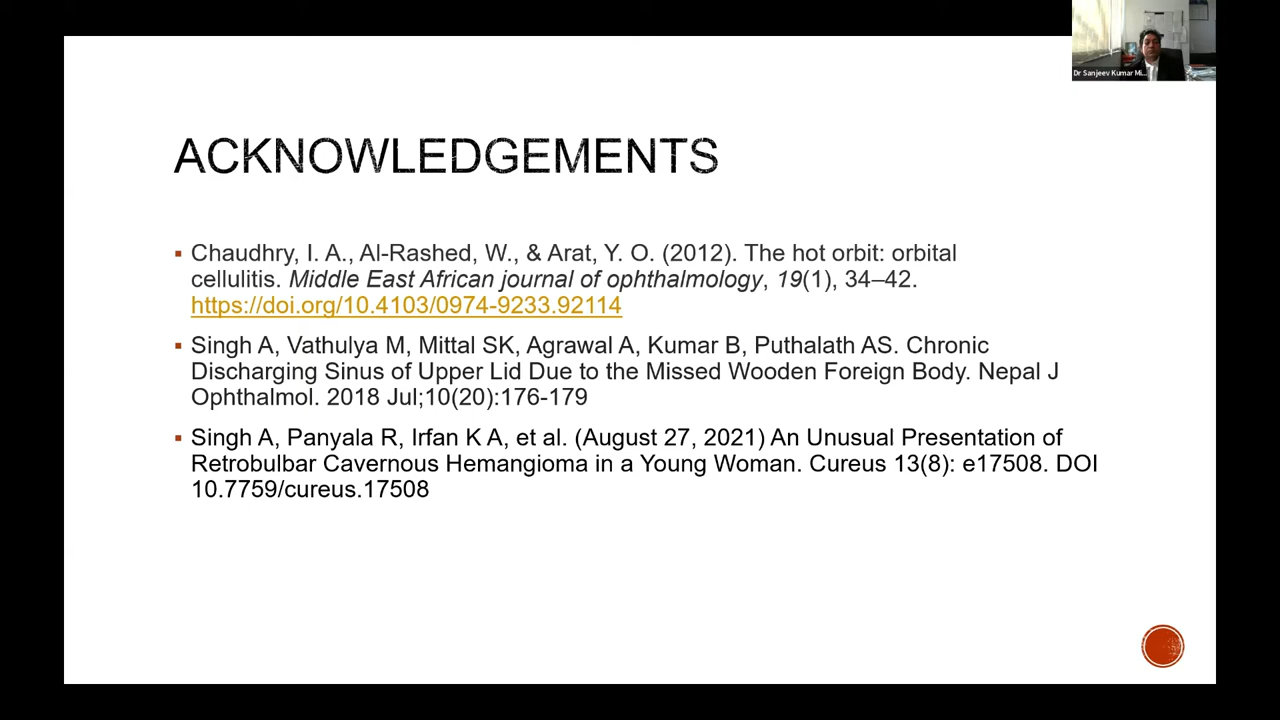 Dr Sanjeev Kumar Mi...
ACKNOWLEDGEMENTS
▪ Chaudhry, I. A., Al-Rashed, W., & Arat, Y. O. (2012). The hot orbit: orbital
cellulitis. Middle East African journal of ophthalmology, 19(1), 34–42.
https://doi.org/10.4103/0974-9233.92114
▪ Singh A, Vathulya M, Mittal SK, Agrawal A, Kumar B, Puthalath AS. Chronic
Discharging Sinus of Upper Lid Due to the Missed Wooden Foreign Body. Nepal J
Ophthalmol. 2018 Jul;10(20):176-179
▪ Singh A, Panyala R, Irfan K A, et al. (August 27, 2021) An Unusual Presentation of
Retrobulbar Cavernous Hemangioma in a Young Woman. Cureus 13(8): e17508. DOI
10.7759/cureus.17508